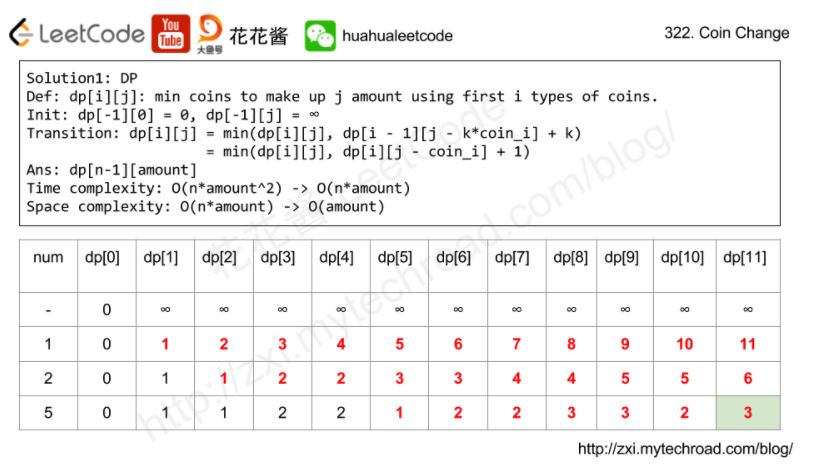 LeetCode You Tube 大鱼号 花花酱 huahualeetcode 322. Coin Change
Solution1: DP
Def: dp[i][j]: min coins to make up j amount using first i types of coins.
Init: dp[-1][0] = 0, dp[-1][j] = ∞
Transition: dp[i][j] = min(dp[i][j], dp[i - 1][j - k*coin_i] + k)
= min(dp[i][j], dp[i][j - coin_i] + 1)
Ans: dp[n-1][amount]
Time complexity: O(n*amount^2) -> O(n*amount)
Space complexity: O(n*amount) -> O(amount)
花花酱 LeetCode
http://zxi.mytechroad.com/blog/
num dp[0] dp[1] dp[2] dp[3] dp[4] dp[5] dp[6] dp[7] dp[8] dp[9] dp[10] dp[11]
- 0 ∞ ∞ ∞ ∞ ∞ ∞ ∞ ∞ ∞ ∞ ∞
1 0 1 2 3 4 5 6 7 8 9 10 11
2 0 1 1 2 2 3 3 4 4 5 5 6
5 0 1 1 2 2 1 2 2 3 3 2 3
http://zxi.mytechroad.com/blog/